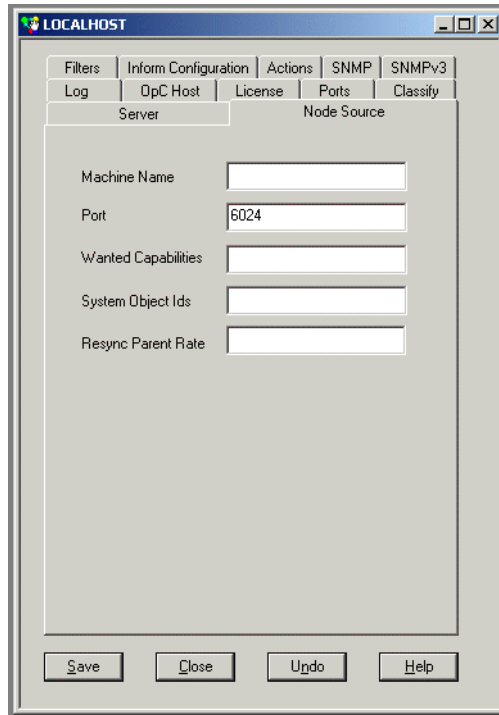 LOCALHOST
Filters Inform Configuration Actions SNMP SNMPv3
Log OpC Host License Ports Classify
Server Node Source
Machine Name
Port 6024
Wanted Capabilities
System Object Ids
Resync Parent Rate
Save Close Undo Help